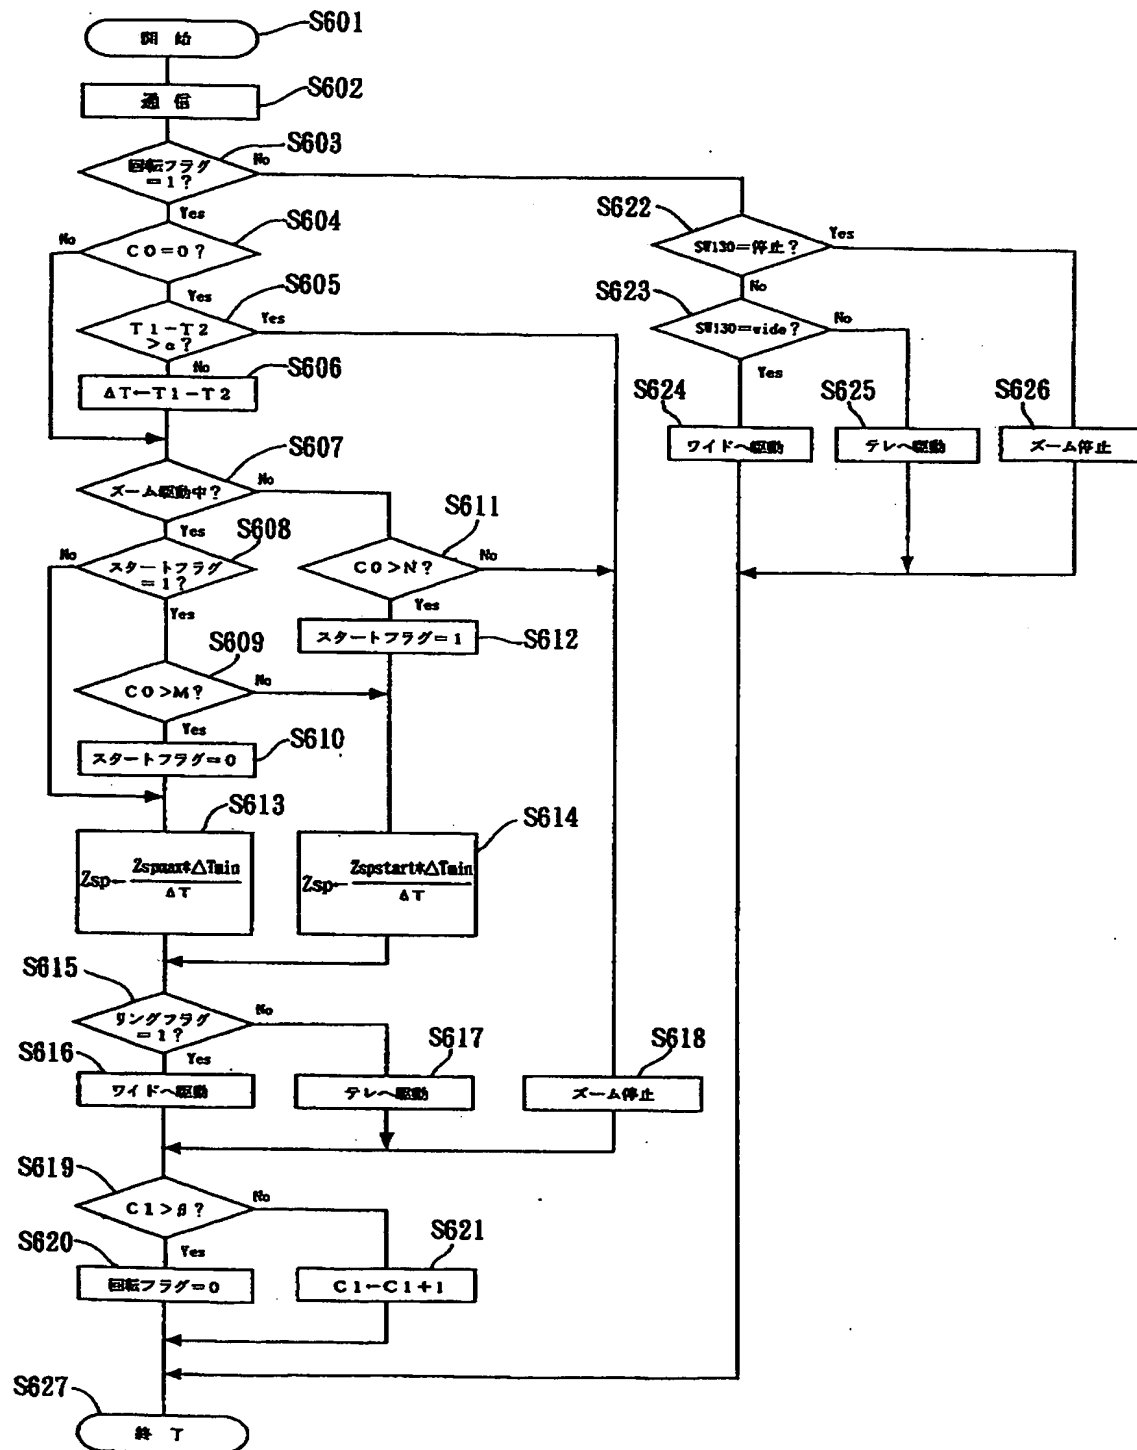 S601
開始
S602
通信
S603
回転フラグ
=1?
No
Yes
S604
C0=0?
No
Yes
S605
T1-T2
>α?
Yes
No
S606
ΔT←T1-T2
S607
ズーム駆動中?
No
Yes
S608
スタートフラグ
=1?
No
Yes
S609
C0>M?
No
Yes
S610
スタートフラグ=0
S611
C0>N?
No
Yes
S612
スタートフラグ=1
S613
Zsp← Zspmax*ΔTmin
ΔT
S614
Zsp← Zspstart*ΔTmin
ΔT
S615
リングフラグ
=1?
No
Yes
S616
ワイドへ駆動
S617
テレへ駆動
S618
ズーム停止
S619
C1>β?
No
Yes
S620
回転フラグ=0
S621
C1←C1+1
S622
SW130=停止?
Yes
No
S623
SW130=wide?
No
Yes
S624
ワイドへ駆動
S625
テレへ駆動
S626
ズーム停止
S627
終了